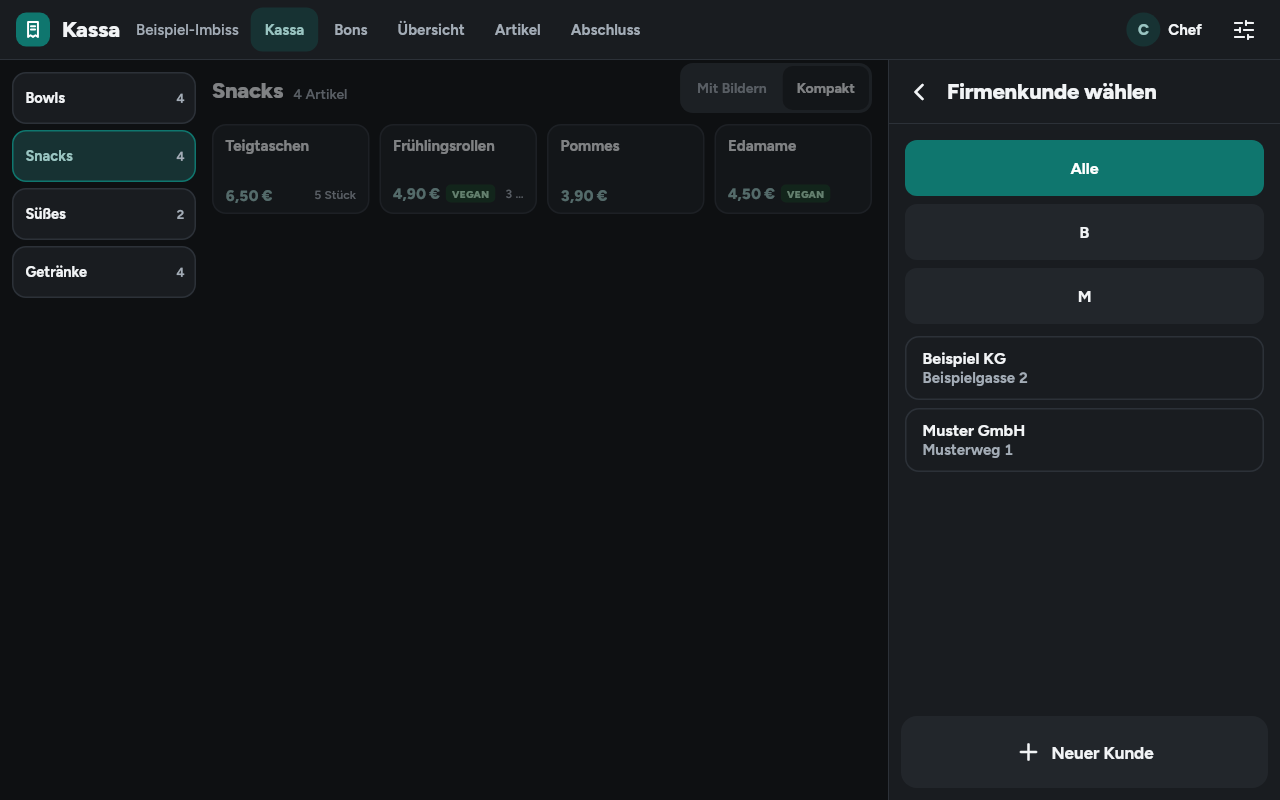 Kassa
Beispiel-Imbiss
Kassa
Bons
Übersicht
Artikel
Abschluss
C
Chef
Bowls 4
Snacks 4
Süßes 2
Getränke 4
Snacks 4 Artikel
Mit Bildern
Kompakt
Teigtaschen
6,50 € 5 Stück
Frühlingsrollen
4,90 € VEGAN 3 ...
Pommes
3,90 €
Edamame
4,50 € VEGAN
Firmenkunde wählen
Alle
B
M
Beispiel KG
Beispielgasse 2
Muster GmbH
Musterweg 1
Neuer Kunde